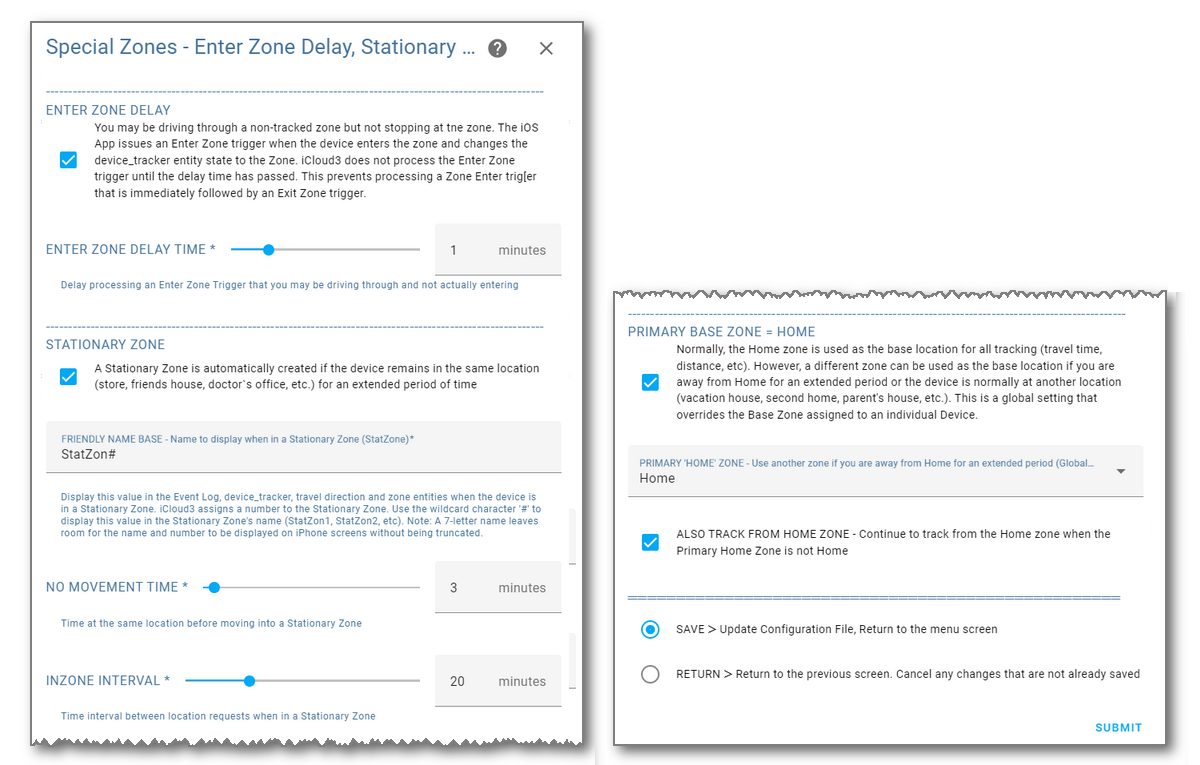 Special Zones - Enter Zone Delay, Stationary ...
ENTER ZONE DELAY
You may be driving through a non-tracked zone but not stopping at tne zone. The iOS
App issues an Enter Zone trigger when the device enters the zone and changes the
device_tracker entity state to the Zone. iCloud3 does not process the Enter Zone
trigger until the delay time has passed. This prevents processing a Zone Enter trig[er
that is immediately followed by an Exit Zone trigger.
ENTER ZONE DELAY TIME *
1 minutes
Delay processing an Enter Zone Trigger that you may be driving through and not actually entering
STATIONARY ZONE
A Stationary Zone is automatically created if the device remains in the same location
(store, friends house, doctor`s office, etc.) for an extended period of time
FRIENDLY NAME BASE - Name to display when in a Stationary Zone (StatZone)*
StatZon#
Display this value in the Event Log, device_tracker, travel direction and zone entities when the device is
in a Stationary Zone. iCloud3 assigns a number to the Stationary Zone. Use the wildcard character '#' to
display this value in the Stationary Zone's name (StatZon1, StatZon2, etc). Note: A 7-letter name leaves
room for the name and number to be displayed on iPhone screens without being truncated.
NO MOVEMENT TIME *
3 minutes
Time at the same location before moving into a Stationary Zone
INZONE INTERVAL *
20 minutes
Time interval between location requests when in a Stationary Zone
PRIMARY BASE ZONE = HOME
Normally, the Home zone is used as the base location for all tracking (travel time,
distance, etc). However, a different zone can be used as the base location if you are
away from Home for an extended period or the device is normally at another location
(vacation house, second home, parent's house, etc.). This is a global setting that
overrides the Base Zone assigned to an individual Device.
PRIMARY 'HOME' ZONE - Use another zone if you are away from Home for an extended period (Global...
Home
ALSO TRACK FROM HOME ZONE - Continue to track from the Home zone when the
Primary Home Zone is not Home
SAVE > Update Configuration File, Return to the menu screen
RETURN > Return to the previous screen. Cancel any changes that are not already saved
SUBMIT